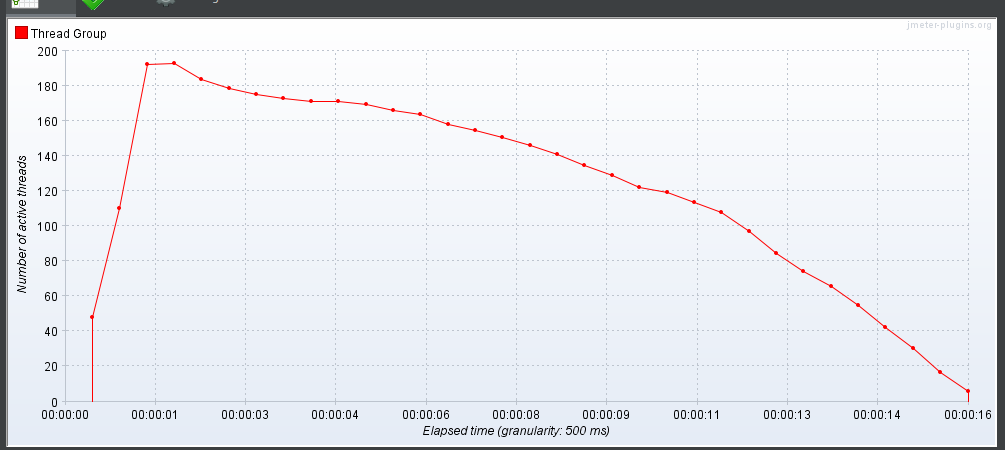 jmeter-plugins.org
Thread Group
200
180
160
140
120
100
80
60
40
20
0
Number of active threads
00:00:00 00:00:01 00:00:03 00:00:04 00:00:06 00:00:08 00:00:09 00:00:11 00:00:13 00:00:14 00:00:16
Elapsed time (granularity: 500 ms)